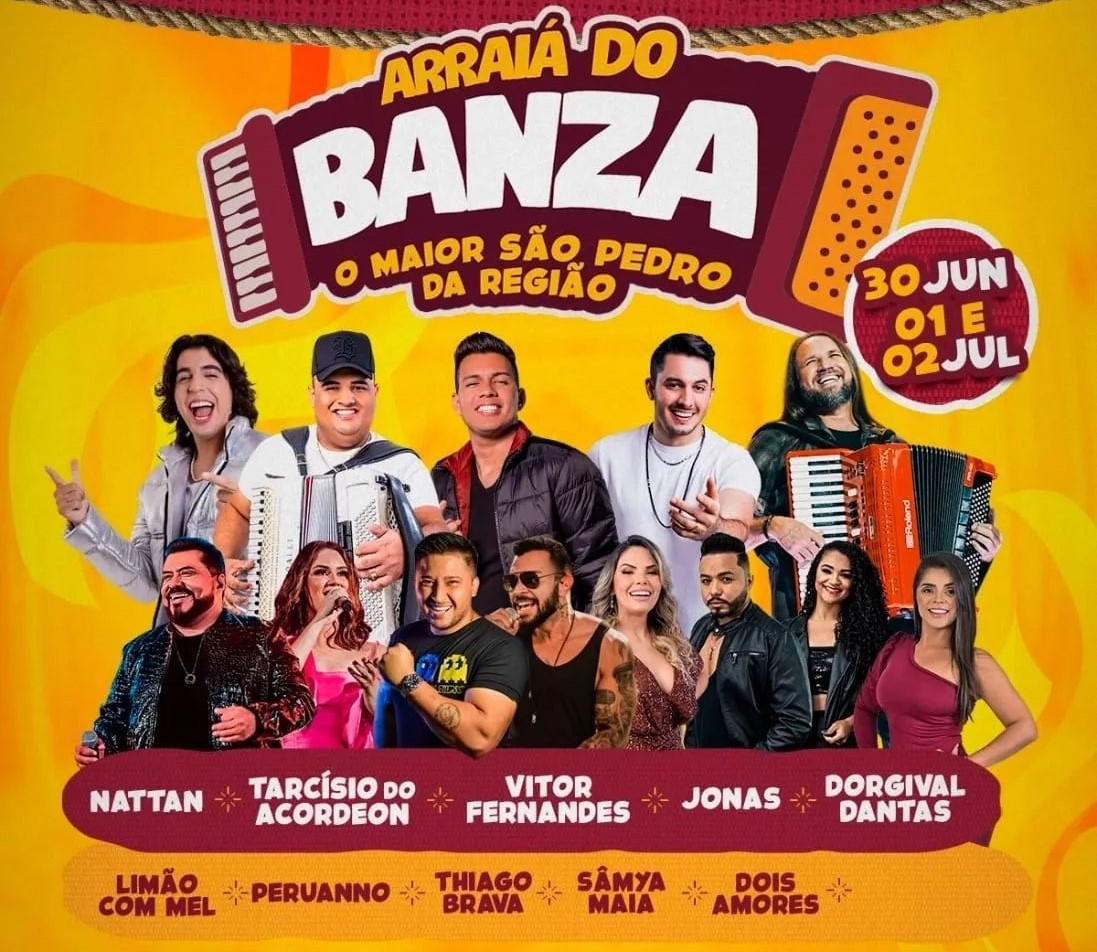 ARRAIÁ DO
BANZA
O MAIOR SÃO PEDRO
DA REGIÃO
30 JUN
01 E
02 JUL
Roland
NATTAN
TARCÍSIO DO
ACORDEON
VITOR
FERNANDES
JONAS
DORGIVAL
DANTAS
LIMÃO
COM MEL
PERUANNO
THIAGO
BRAVA
SÂMYA
MAIA
DOIS
AMORES